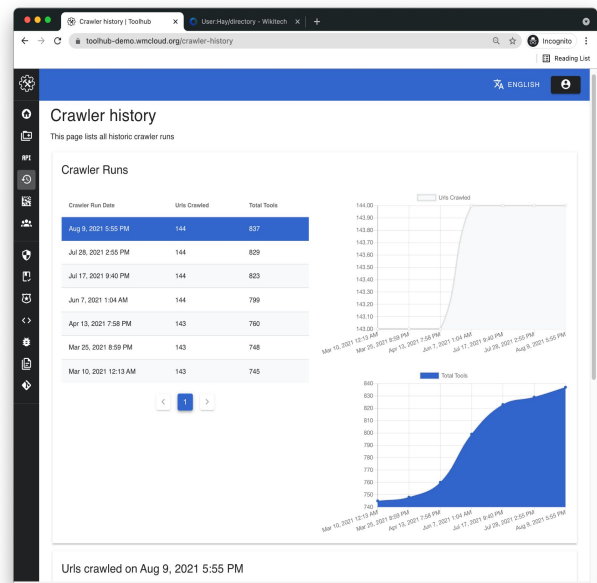 Crawler history | Toolhub
User:Hay/directory - Wikitech
toolhub-demo.wmcloud.org/crawler-history
Incognito
Reading List
ENGLISH
API
Crawler history
This page lists all historic crawler runs
Crawler Runs
Crawler Run Date Urls Crawled Total Tools
Aug 9, 2021 5:55 PM 144 837
Jul 28, 2021 2:55 PM 144 829
Jul 17, 2021 9:40 PM 144 823
Jun 7, 2021 1:04 AM 144 799
Apr 13, 2021 7:58 PM 143 760
Mar 25, 2021 8:59 PM 143 748
Mar 10, 2021 12:13 AM 143 745
1
Urls Crawled
144.00
143.90
143.80
143.70
143.60
143.50
143.40
143.30
143.20
143.10
143.00
Mar 10, 2021 12:13 AM
Mar 25, 2021 8:59 PM
Apr 13, 2021 7:58 PM
Jun 7, 2021 1:04 AM
Jul 17, 2021 9:40 PM
Jul 28, 2021 2:55 PM
Aug 9, 2021 5:55 PM
Total Tools
840
830
820
810
800
790
780
770
760
750
740
Mar 10, 2021 12:13 AM
Mar 25, 2021 8:59 PM
Apr 13, 2021 7:58 PM
Jun 7, 2021 1:04 AM
Jul 17, 2021 9:40 PM
Jul 28, 2021 2:55 PM
Aug 9, 2021 5:55 PM
Urls crawled on Aug 9, 2021 5:55 PM